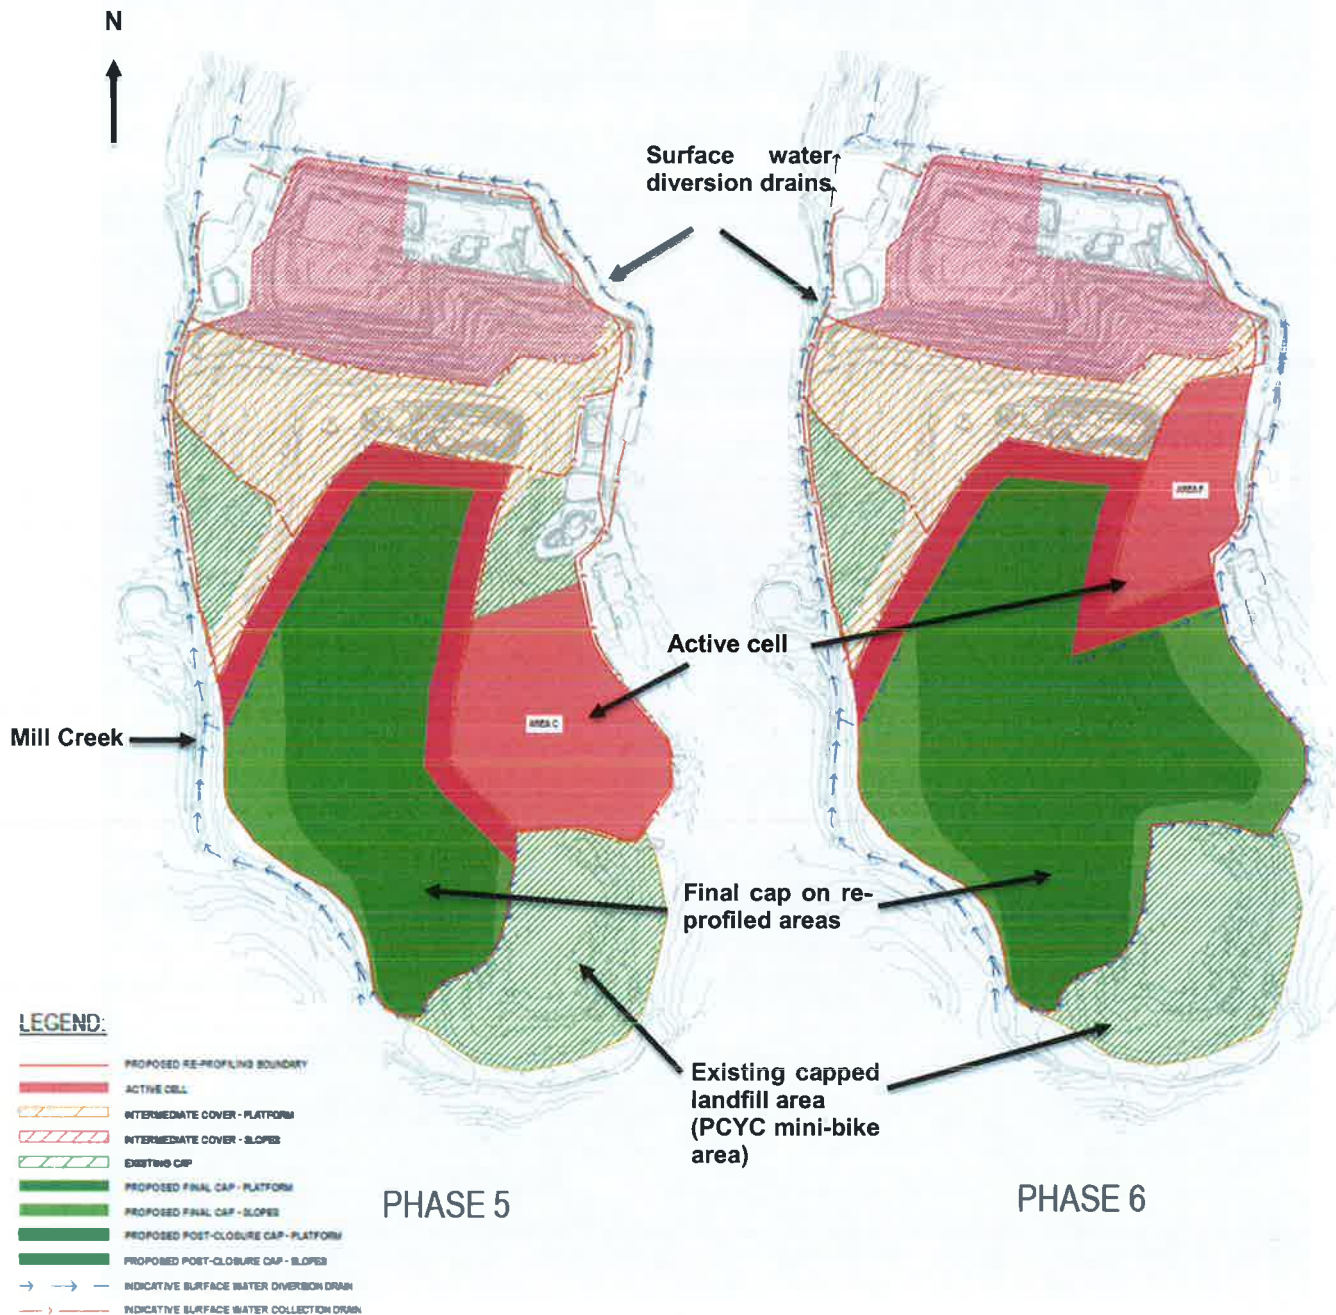 N
Surface water
diversion drains
AREA C
Active cell
Mill Creek
Final cap on re-
profiled areas
Existing capped
landfill area
(PCYC mini-bike
area)
PHASE 5
PHASE 6
LEGEND:
PROPOSED RE-PROFILING BOUNDARY
ACTIVE CELL
INTERMEDIATE COVER - PLATFORM
INTERMEDIATE COVER - SLOPES
EXISTING CAP
PROPOSED FINAL CAP - PLATFORM
PROPOSED FINAL CAP - SLOPES
PROPOSED POST-CLOSURE CAP - PLATFORM
PROPOSED POST-CLOSURE CAP - SLOPES
INDICATIVE SURFACE WATER DIVERSION DRAIN
INDICATIVE SURFACE WATER COLLECTION DRAIN